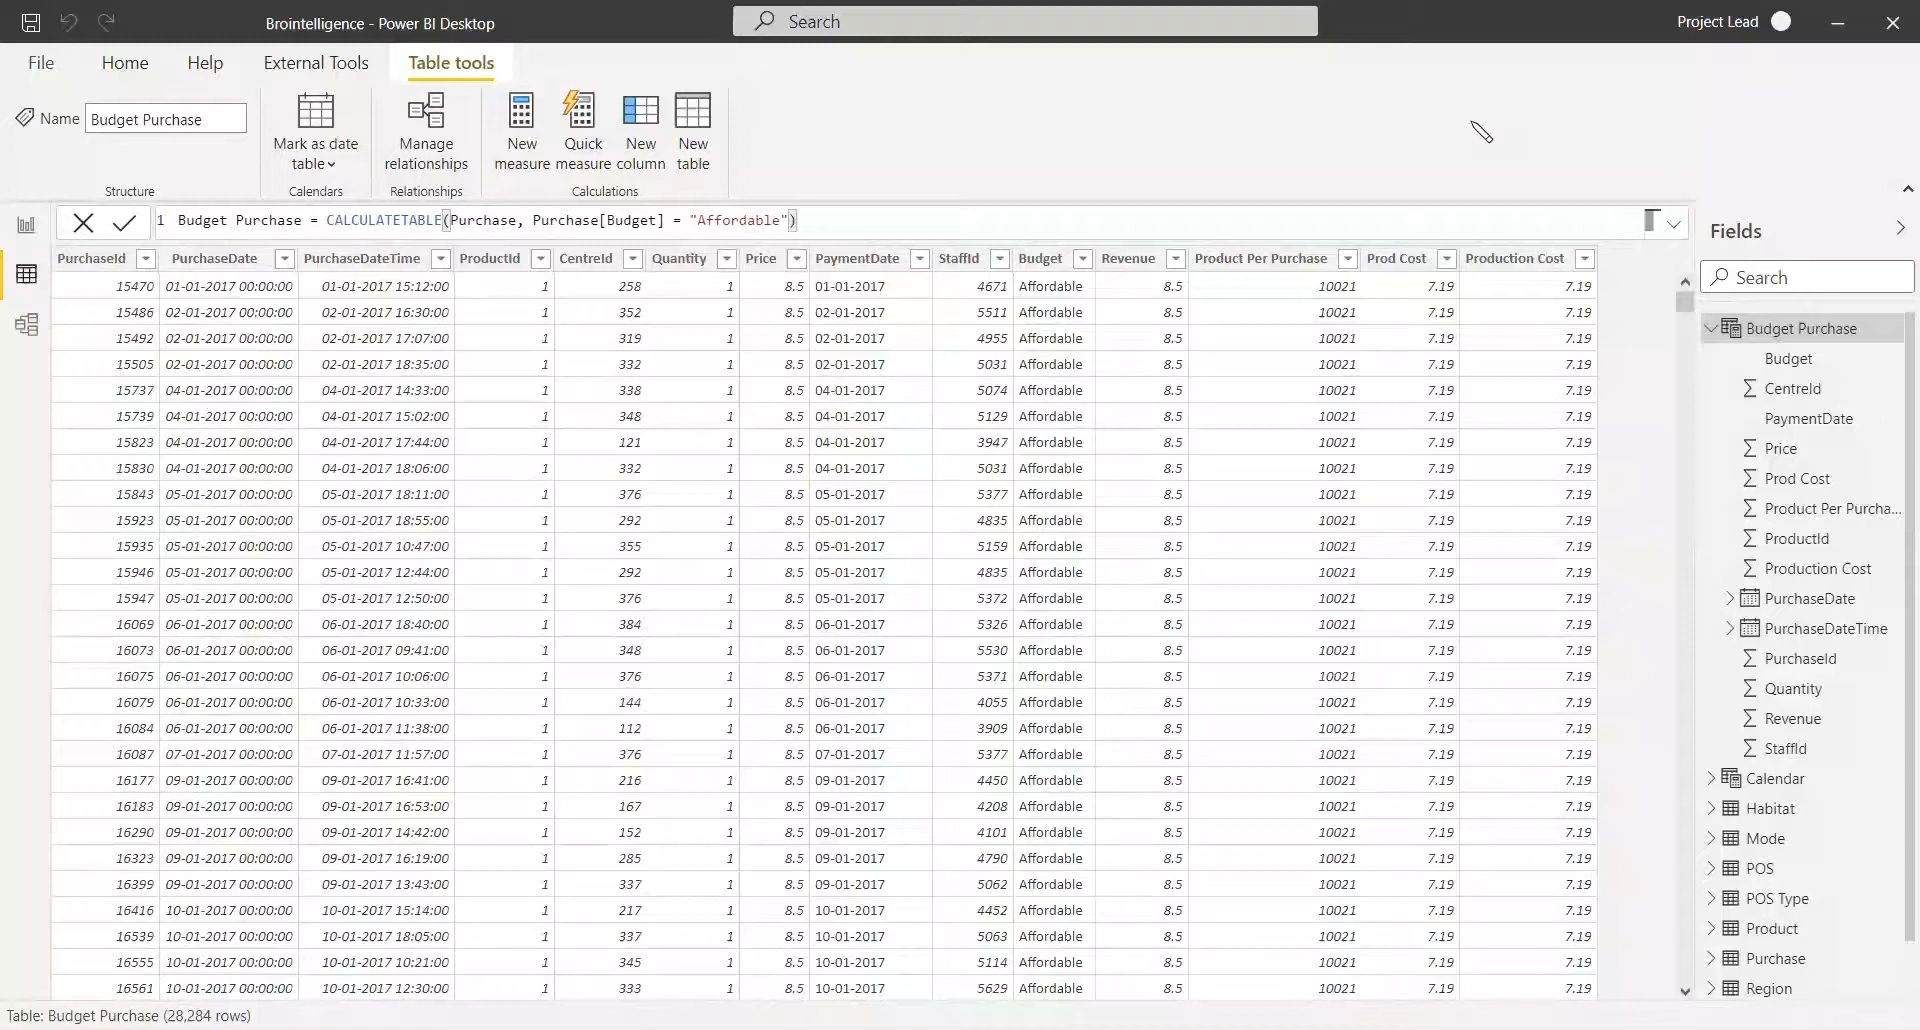 Brointelligence - Power BI Desktop
Search
Project Lead
File Home Help External Tools Table tools
Name Budget Purchase
Mark as date table
Manage relationships
New measure
Quick measure
New column
New table
Structure Calendars Relationships Calculations
1 Budget Purchase = CALCULATETABLE(Purchase, Purchase[Budget] = "Affordable")
PurchaseId PurchaseDate PurchaseDateTime ProductId CentreId Quantity Price PaymentDate StaffId Budget Revenue Product Per Purchase Prod Cost Production Cost
15470 01-01-2017 00:00:00 01-01-2017 15:12:00 1 258 1 8.5 01-01-2017 4671 Affordable 8.5 10021 7.19 7.19
15486 02-01-2017 00:00:00 02-01-2017 16:30:00 1 352 1 8.5 02-01-2017 5511 Affordable 8.5 10021 7.19 7.19
15492 02-01-2017 00:00:00 02-01-2017 17:07:00 1 319 1 8.5 02-01-2017 4955 Affordable 8.5 10021 7.19 7.19
15505 02-01-2017 00:00:00 02-01-2017 18:35:00 1 332 1 8.5 02-01-2017 5031 Affordable 8.5 10021 7.19 7.19
15737 04-01-2017 00:00:00 04-01-2017 14:33:00 1 338 1 8.5 04-01-2017 5074 Affordable 8.5 10021 7.19 7.19
15739 04-01-2017 00:00:00 04-01-2017 15:02:00 1 348 1 8.5 04-01-2017 5129 Affordable 8.5 10021 7.19 7.19
15823 04-01-2017 00:00:00 04-01-2017 17:44:00 1 121 1 8.5 04-01-2017 3947 Affordable 8.5 10021 7.19 7.19
15830 04-01-2017 00:00:00 04-01-2017 18:06:00 1 332 1 8.5 04-01-2017 5031 Affordable 8.5 10021 7.19 7.19
15843 05-01-2017 00:00:00 05-01-2017 18:11:00 1 376 1 8.5 05-01-2017 5377 Affordable 8.5 10021 7.19 7.19
15923 05-01-2017 00:00:00 05-01-2017 18:55:00 1 292 1 8.5 05-01-2017 4835 Affordable 8.5 10021 7.19 7.19
15935 05-01-2017 00:00:00 05-01-2017 10:47:00 1 355 1 8.5 05-01-2017 5159 Affordable 8.5 10021 7.19 7.19
15946 05-01-2017 00:00:00 05-01-2017 12:44:00 1 292 1 8.5 05-01-2017 4835 Affordable 8.5 10021 7.19 7.19
15947 05-01-2017 00:00:00 05-01-2017 12:50:00 1 376 1 8.5 05-01-2017 5372 Affordable 8.5 10021 7.19 7.19
16069 06-01-2017 00:00:00 06-01-2017 18:40:00 1 384 1 8.5 06-01-2017 5326 Affordable 8.5 10021 7.19 7.19
16073 06-01-2017 00:00:00 06-01-2017 09:41:00 1 348 1 8.5 06-01-2017 5530 Affordable 8.5 10021 7.19 7.19
16075 06-01-2017 00:00:00 06-01-2017 10:06:00 1 376 1 8.5 06-01-2017 5371 Affordable 8.5 10021 7.19 7.19
16079 06-01-2017 00:00:00 06-01-2017 10:33:00 1 144 1 8.5 06-01-2017 4055 Affordable 8.5 10021 7.19 7.19
16084 06-01-2017 00:00:00 06-01-2017 11:38:00 1 112 1 8.5 06-01-2017 3909 Affordable 8.5 10021 7.19 7.19
16087 07-01-2017 00:00:00 07-01-2017 11:57:00 1 376 1 8.5 07-01-2017 5377 Affordable 8.5 10021 7.19 7.19
16177 09-01-2017 00:00:00 09-01-2017 16:41:00 1 216 1 8.5 09-01-2017 4450 Affordable 8.5 10021 7.19 7.19
16183 09-01-2017 00:00:00 09-01-2017 16:53:00 1 167 1 8.5 09-01-2017 4208 Affordable 8.5 10021 7.19 7.19
16290 09-01-2017 00:00:00 09-01-2017 14:42:00 1 152 1 8.5 09-01-2017 4101 Affordable 8.5 10021 7.19 7.19
16323 09-01-2017 00:00:00 09-01-2017 16:19:00 1 285 1 8.5 09-01-2017 4790 Affordable 8.5 10021 7.19 7.19
16399 09-01-2017 00:00:00 09-01-2017 13:43:00 1 337 1 8.5 09-01-2017 5062 Affordable 8.5 10021 7.19 7.19
16416 10-01-2017 00:00:00 10-01-2017 15:14:00 1 217 1 8.5 10-01-2017 4452 Affordable 8.5 10021 7.19 7.19
16539 10-01-2017 00:00:00 10-01-2017 18:05:00 1 337 1 8.5 10-01-2017 5063 Affordable 8.5 10021 7.19 7.19
16555 10-01-2017 00:00:00 10-01-2017 10:21:00 1 345 1 8.5 10-01-2017 5114 Affordable 8.5 10021 7.19 7.19
16561 10-01-2017 00:00:00 10-01-2017 12:30:00 1 333 1 8.5 10-01-2017 5629 Affordable 8.5 10021 7.19 7.19
Fields
Search
Budget Purchase
Budget
CentreId
PaymentDate
Price
Prod Cost
Product Per Purcha...
ProductId
Production Cost
PurchaseDate
PurchaseDateTime
PurchaseId
Quantity
Revenue
StaffId
Calendar
Habitat
Mode
POS
POS Type
Product
Purchase
Region
Table: Budget Purchase (28,284 rows)